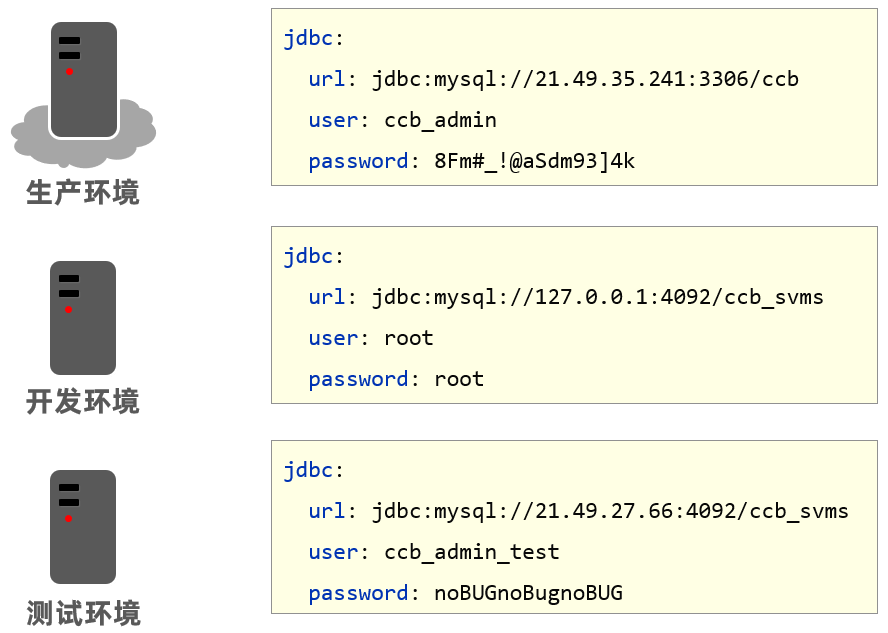 jdbc:
url: jdbc:mysql://21.49.35.241:3306/ccb
user: ccb_admin
password: 8Fm#_!@aSdm93]4k
生产环境
jdbc:
url: jdbc:mysql://127.0.0.1:4092/ccb_svms
user: root
password: root
开发环境
jdbc:
url: jdbc:mysql://21.49.27.66:4092/ccb_svms
user: ccb_admin_test
password: noBUGnoBugnoBUG
测试环境